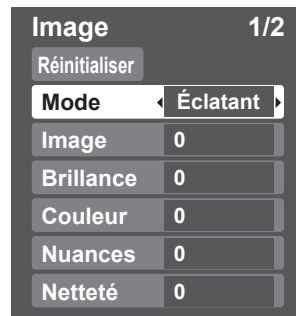 Image 1/2
Réinitialiser
Mode Éclatant
Image 0
Brillance 0
Couleur 0
Nuances 0
Netteté 0